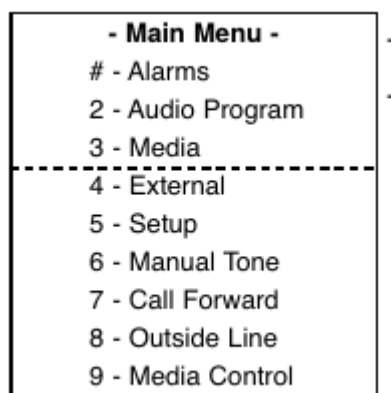 - Main Menu -
# - Alarms
2 - Audio Program
3 - Media
4 - External
5 - Setup
6 - Manual Tone
7 - Call Forward
8 - Outside Line
9 - Media Control